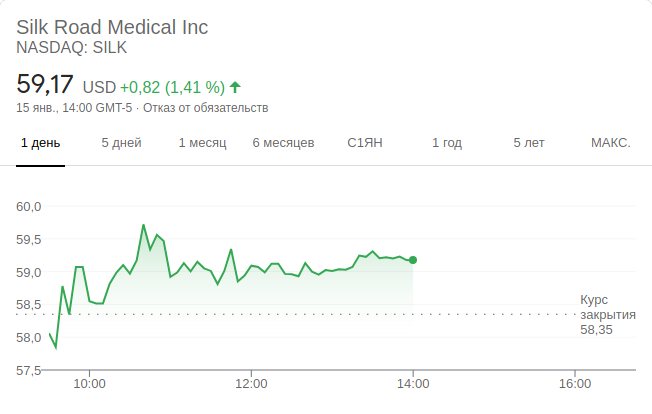 Silk Road Medical Inc
NASDAQ: SILK
59,17 USD +0,82 (1,41 %)
15 янв., 14:00 GMT-5 · Отказ от обязательств
1 день 5 дней 1 месяц 6 месяцев С1ЯН 1 год 5 лет МАКС.
60,0
59,5
59,0
58,5
58,0
57,5
Курс
закрытия
58,35
10:00 12:00 14:00 16:00